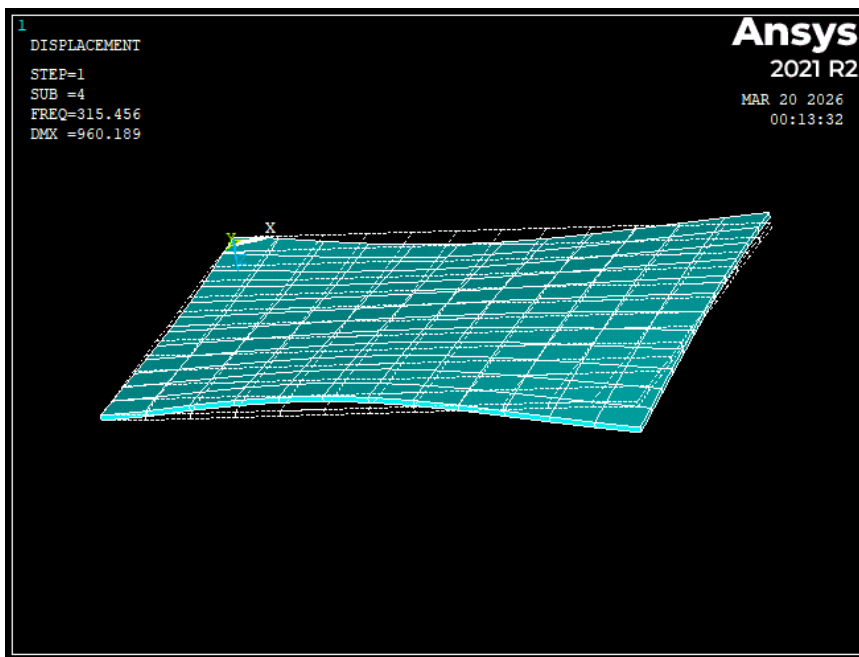 1
DISPLACEMENT
STEP=1
SUB =4
FREQ=315.456
DMX =960.189
Ansys
2021 R2
MAR 20 2026
00:13:32
Y
X